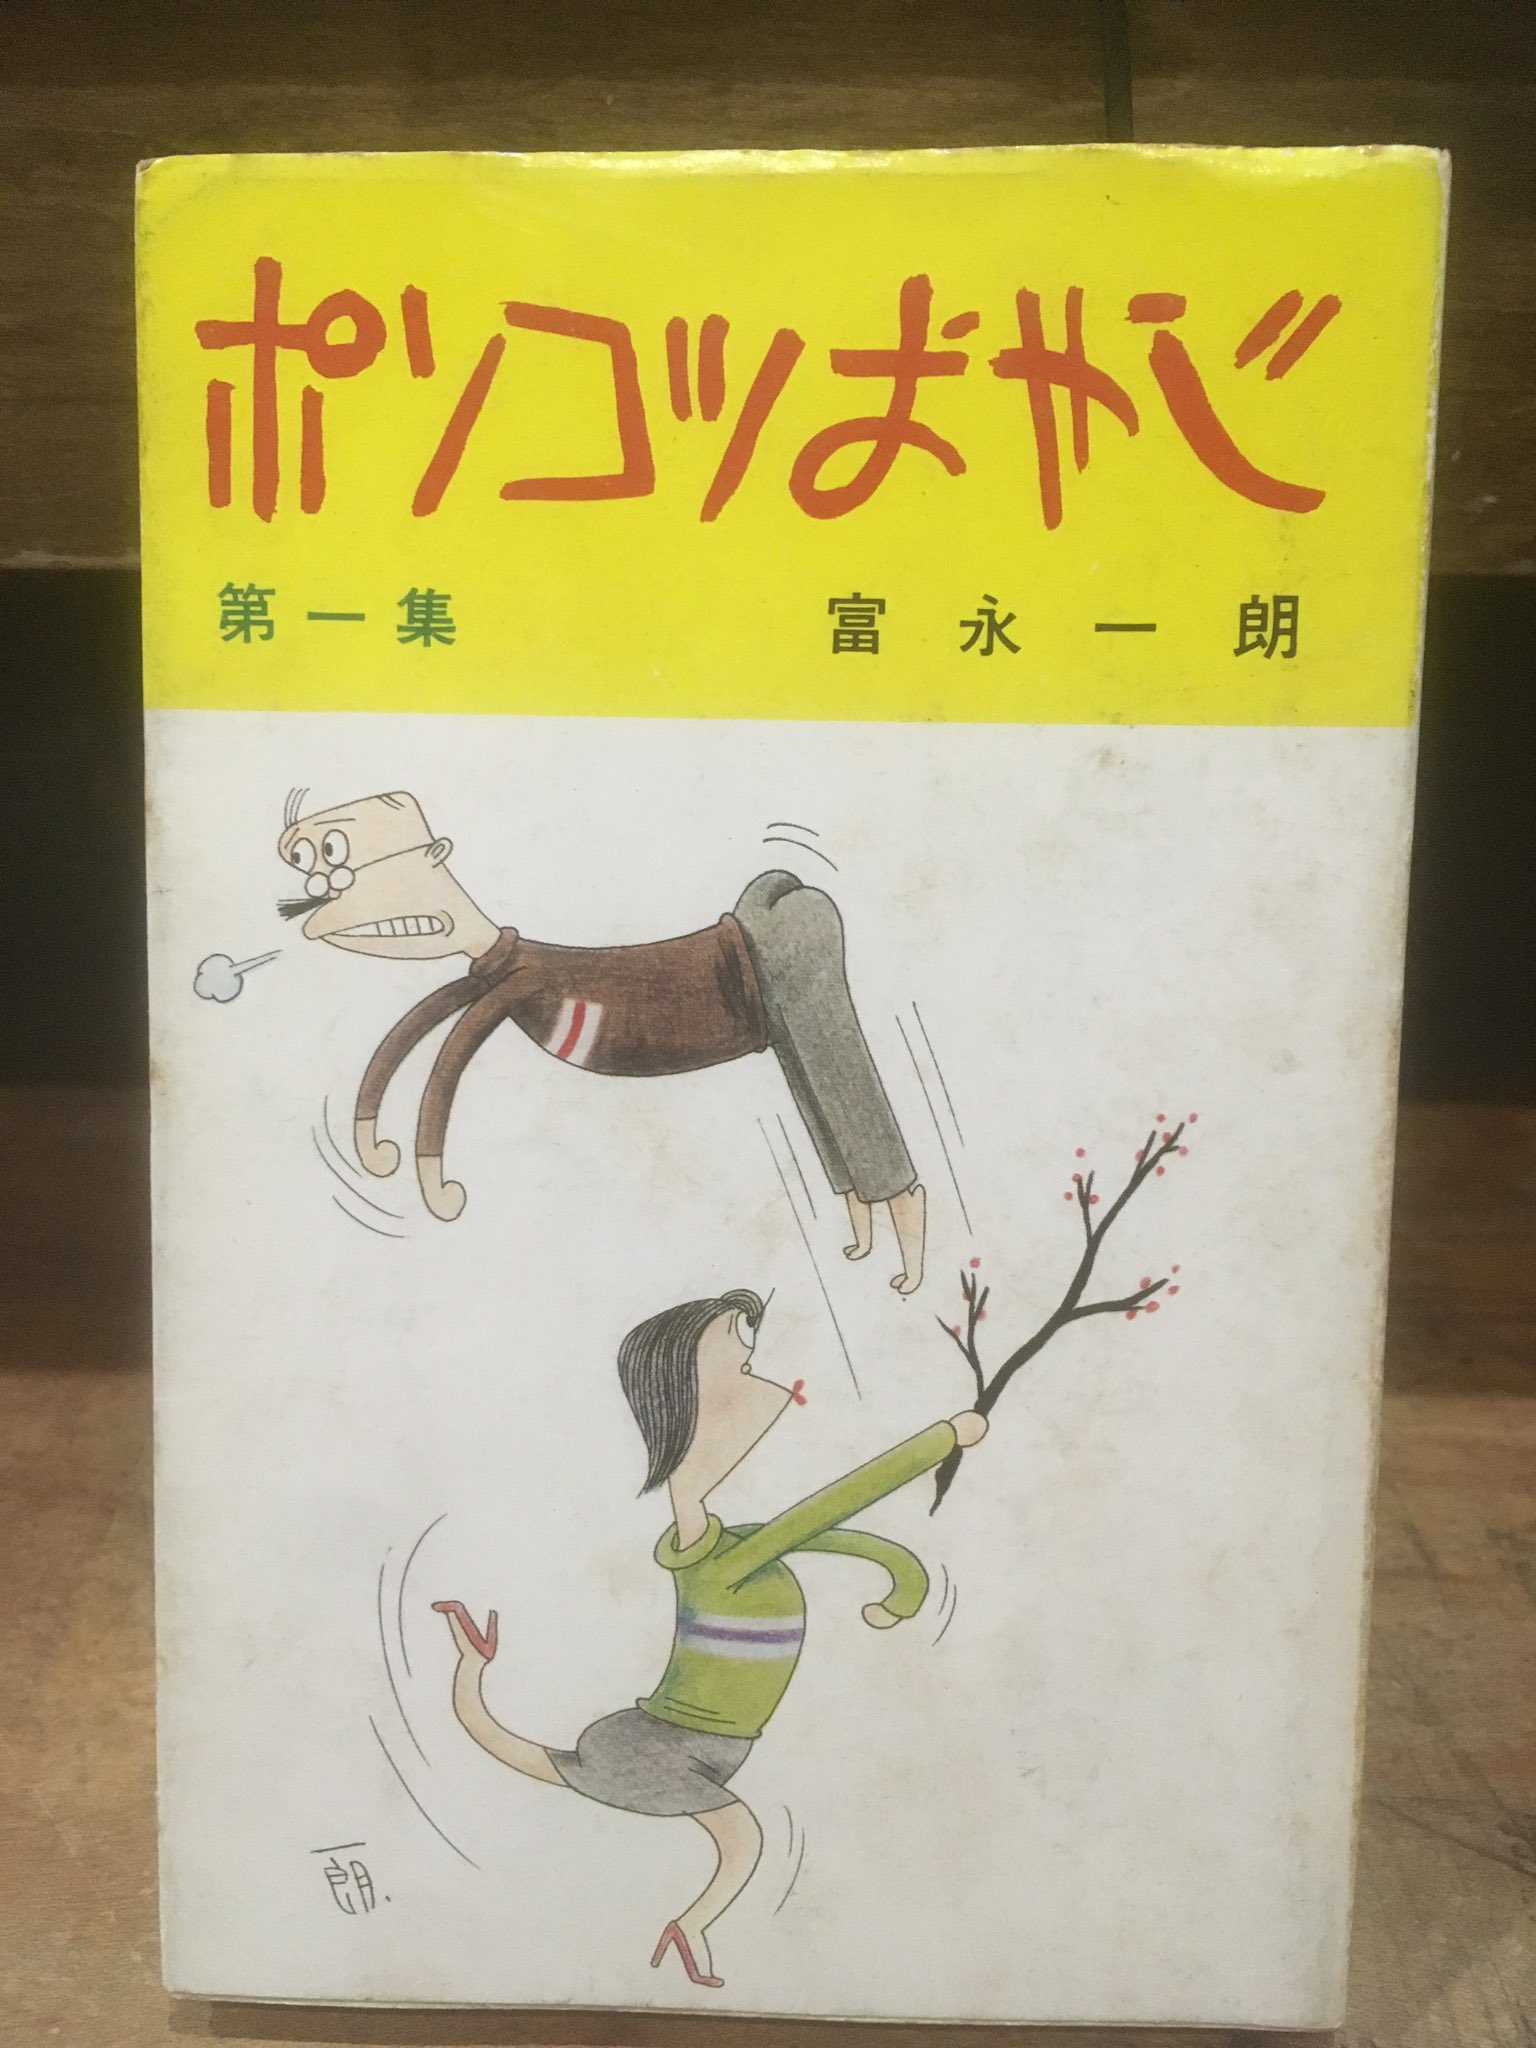 ポンコツおやじ
第一集
富永一朗
一朗